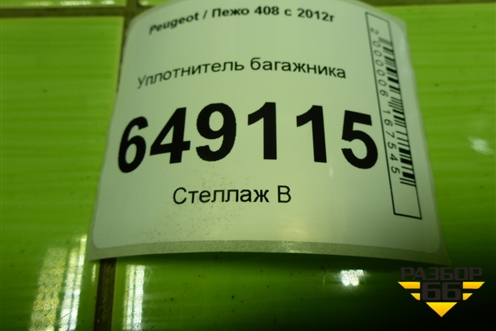 Peugeot / Пежо 408 с 2012г
Уплотнитель багажника
649115
Стеллаж В
2000006167545
РАЗБОР
66